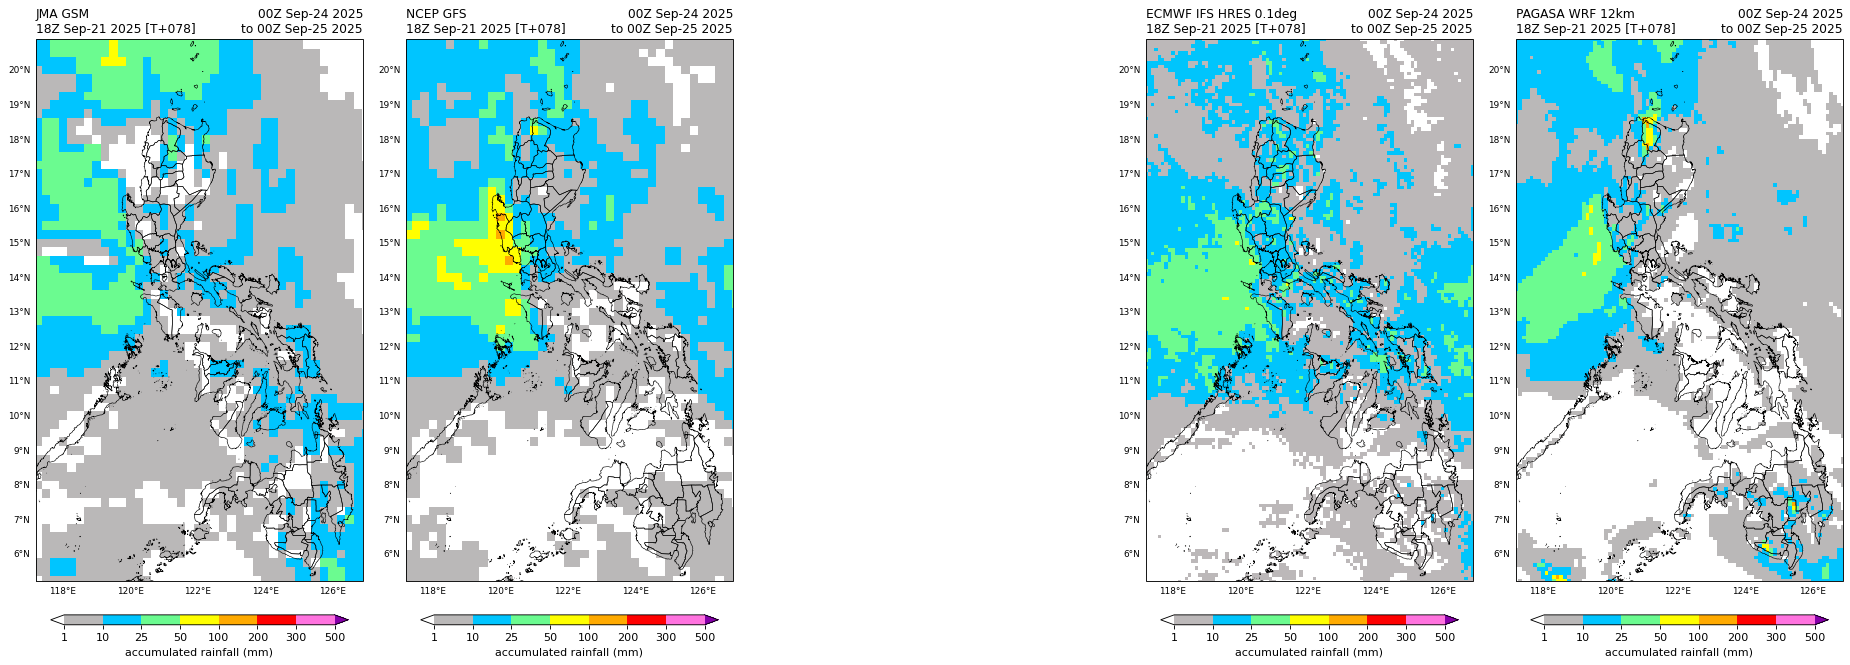 JMA GSM 00Z Sep-24 2025
18Z Sep-21 2025 [T+078] to 00Z Sep-25 2025
20°N
19°N
18°N
17°N
16°N
15°N
14°N
13°N
12°N
11°N
10°N
9°N
8°N
7°N
6°N
118°E 120°E 122°E 124°E 126°E
1 10 25 50 100 200 300 500
accumulated rainfall (mm)
NCEP GFS 00Z Sep-24 2025
18Z Sep-21 2025 [T+078] to 00Z Sep-25 2025
20°N
19°N
18°N
17°N
16°N
15°N
14°N
13°N
12°N
11°N
10°N
9°N
8°N
7°N
6°N
118°E 120°E 122°E 124°E 126°E
1 10 25 50 100 200 300 500
accumulated rainfall (mm)
ECMWF IFS HRES 0.1deg 00Z Sep-24 2025
18Z Sep-21 2025 [T+078] to 00Z Sep-25 2025
20°N
19°N
18°N
17°N
16°N
15°N
14°N
13°N
12°N
11°N
10°N
9°N
8°N
7°N
6°N
118°E 120°E 122°E 124°E 126°E
1 10 25 50 100 200 300 500
accumulated rainfall (mm)
PAGASA WRF 12km 00Z Sep-24 2025
18Z Sep-21 2025 [T+078] to 00Z Sep-25 2025
20°N
19°N
18°N
17°N
16°N
15°N
14°N
13°N
12°N
11°N
10°N
9°N
8°N
7°N
6°N
118°E 120°E 122°E 124°E 126°E
1 10 25 50 100 200 300 500
accumulated rainfall (mm)